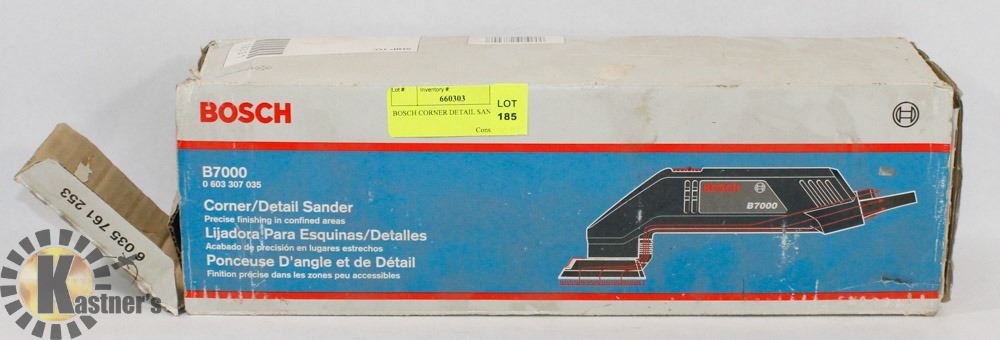 Lot #
Inventory #:
660303
LOT
185
BOSCH CORNER DETAIL SAN
Cons
BOSCH
B7000
0 603 307 035
Corner/Detail Sander
Precise finishing in confined areas
Lijadora Para Esquinas/Detalles
Acabado de precisión en lugares estrechos
Ponceuse D'angle et de Détail
Finition précise dans les zones peu accessibles
BOSCH
B7000
6 035 761 253
Kastner's